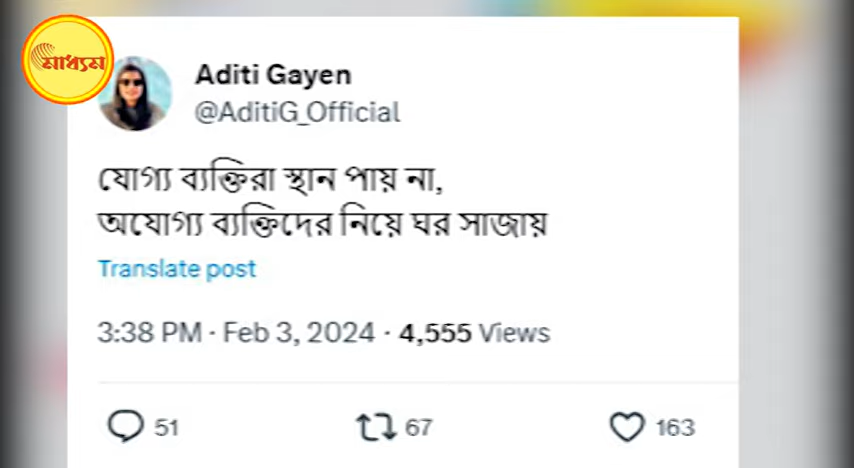 মাধ্যম
Aditi Gayen
@AditiG_Official
যোগ্য ব্যক্তিরা স্থান পায় না,
অযোগ্য ব্যক্তিদের নিয়ে ঘর সাজায়
Translate post
3:38 PM · Feb 3, 2024 · 4,555 Views
51 67 163